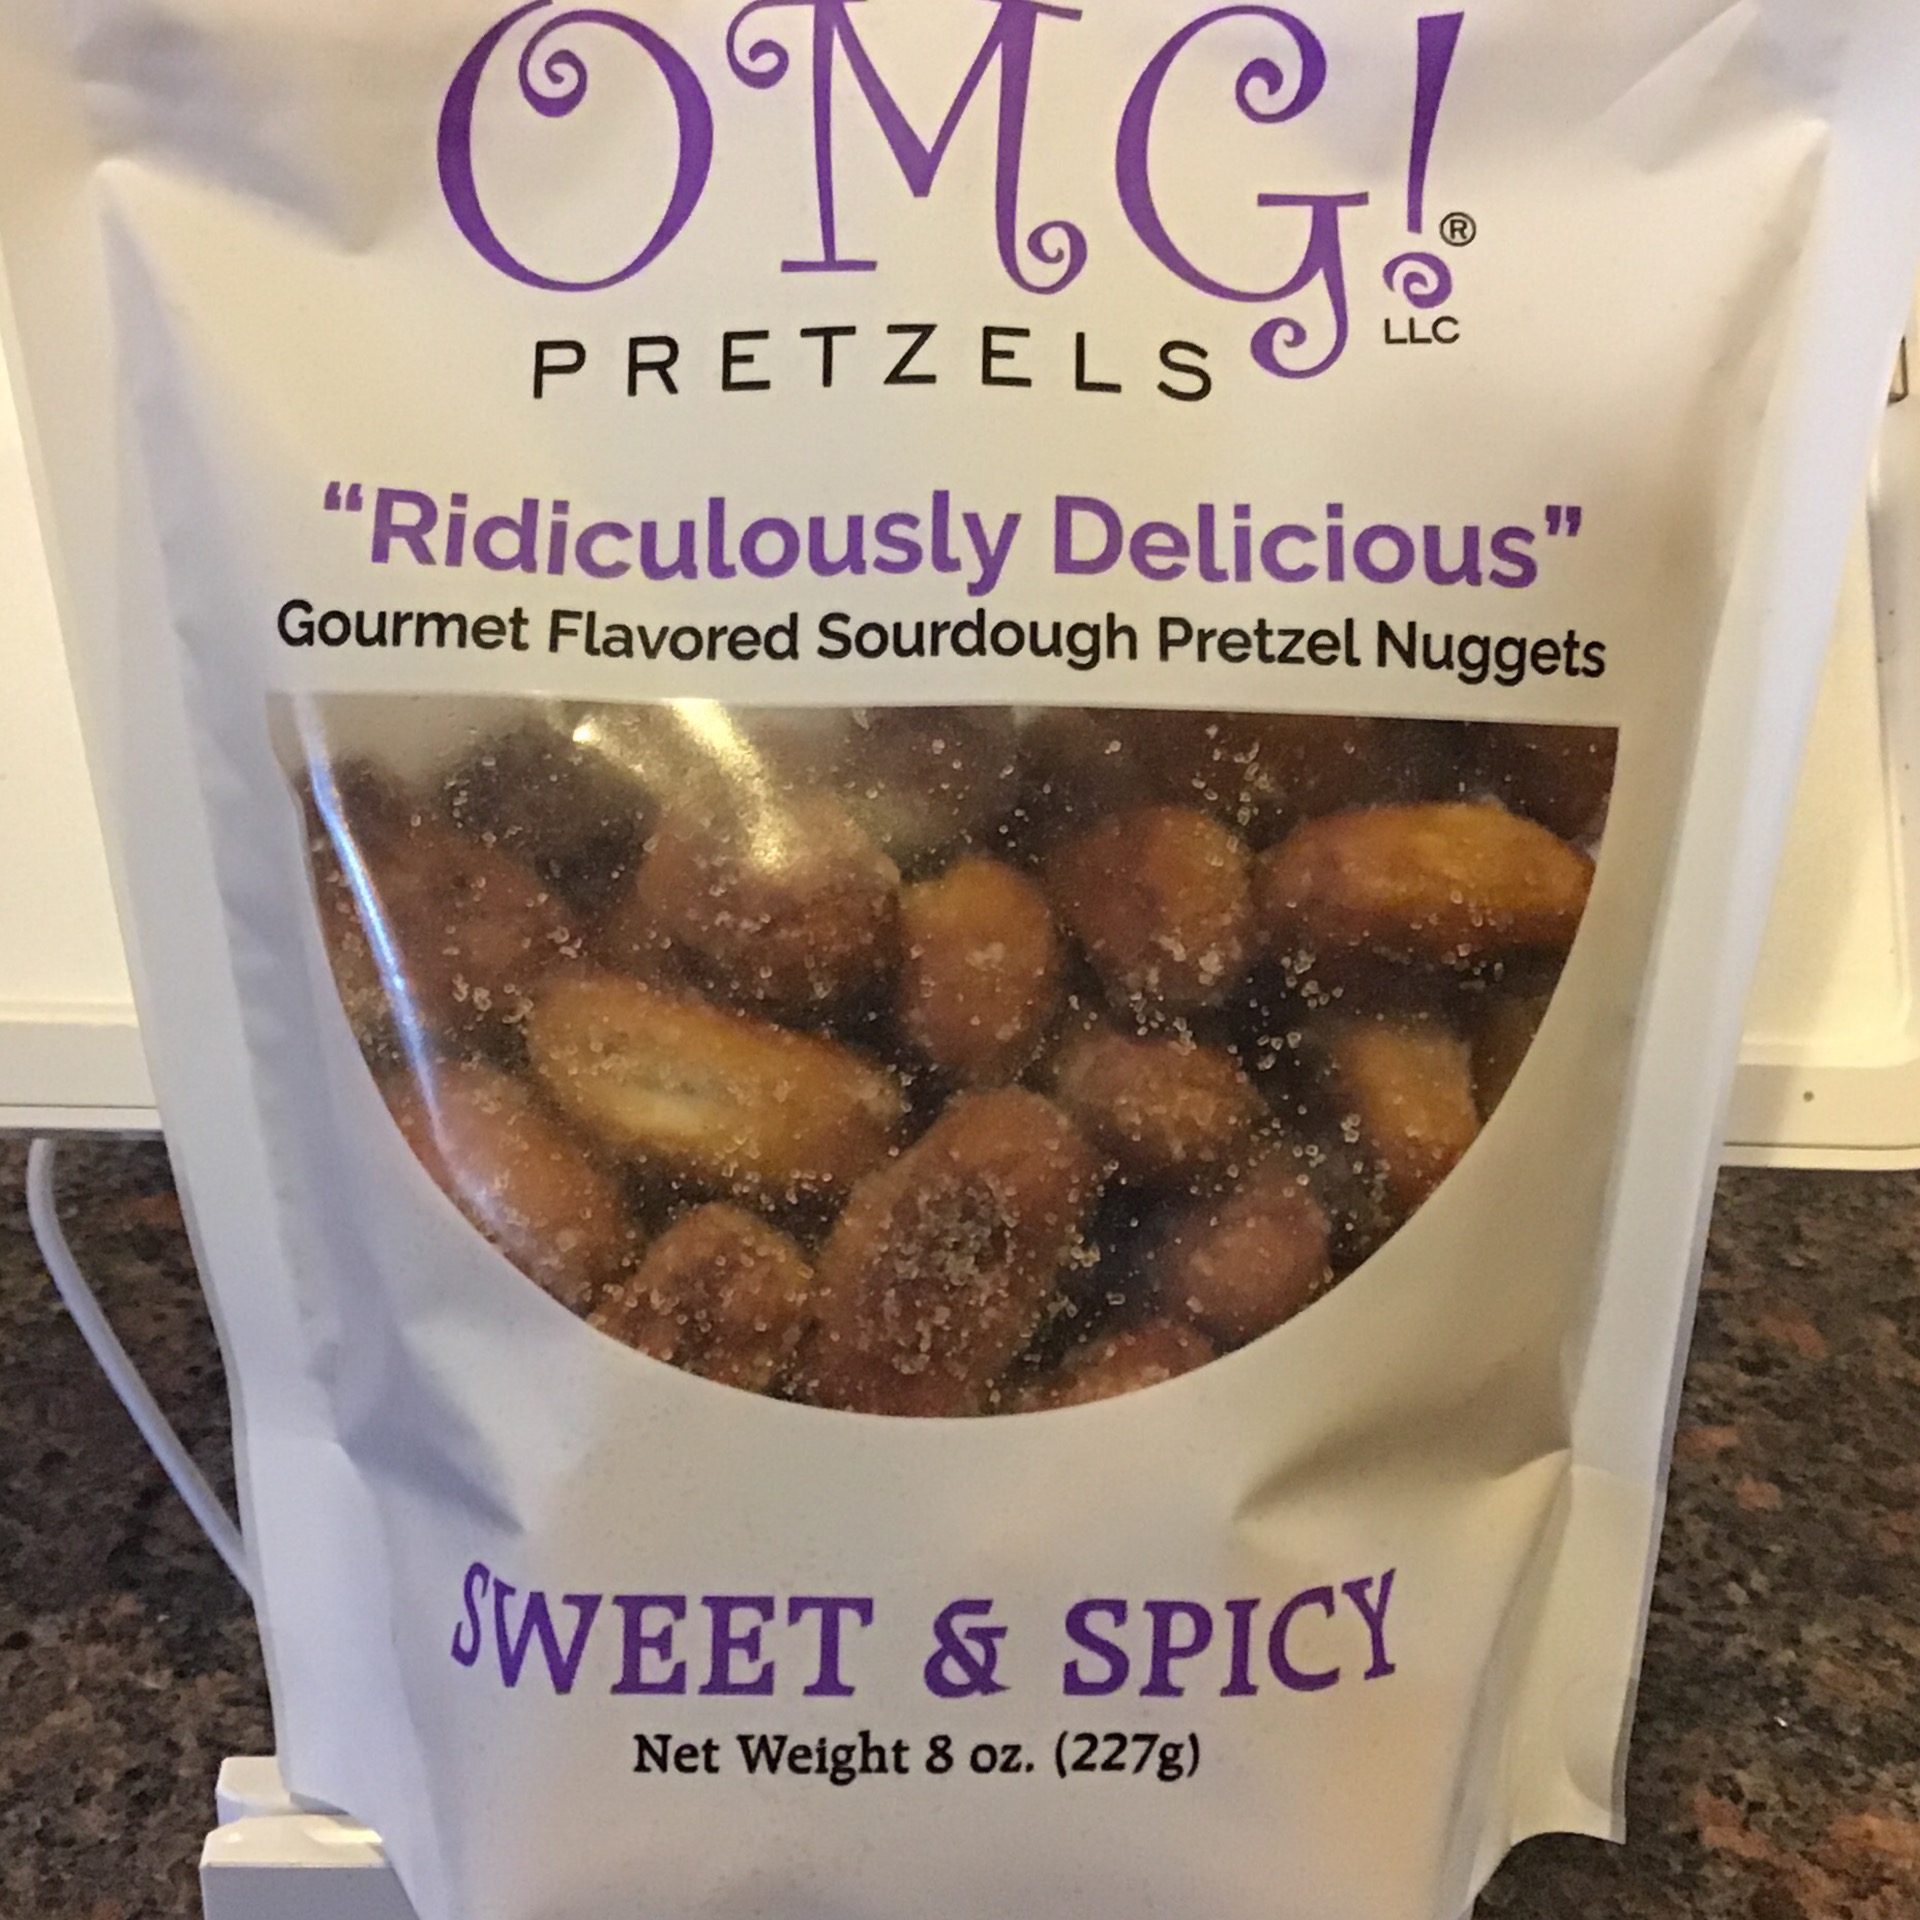 OMG!®
PRETZELS LLC
“Ridiculously Delicious”
Gourmet Flavored Sourdough Pretzel Nuggets
SWEET & SPICY
Net Weight 8 oz. (227g)